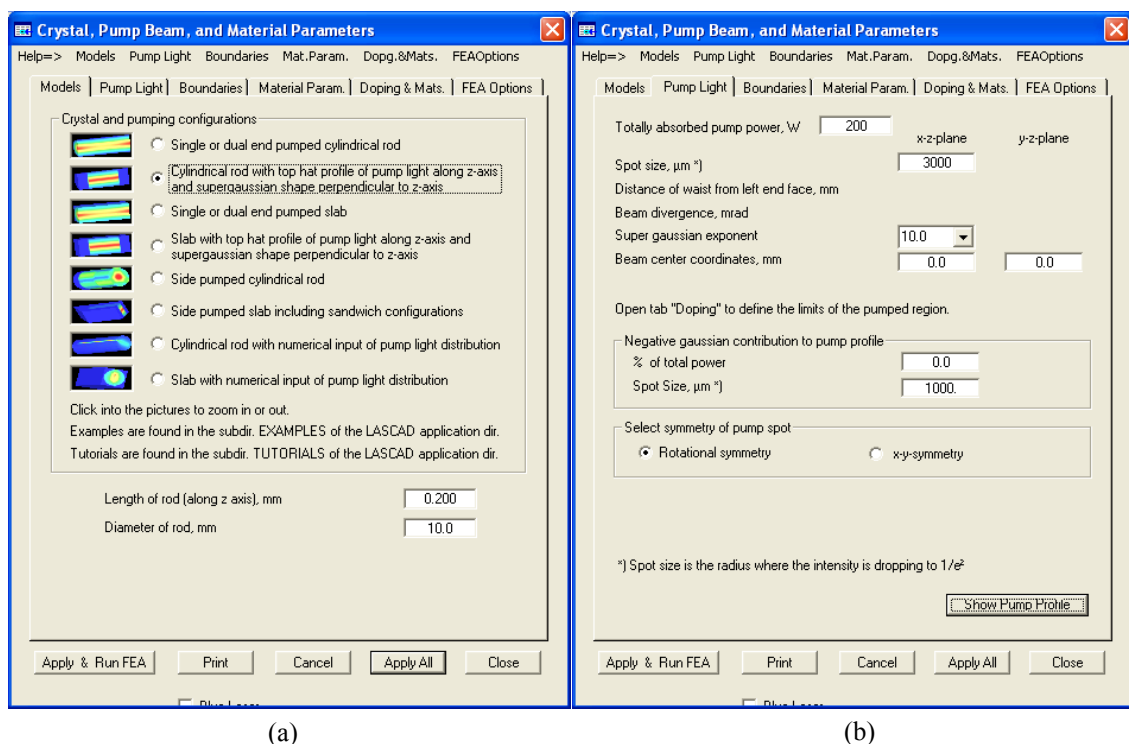 Crystal, Pump Beam, and Material Parameters
Help=> Models Pump Light Boundaries Mat.Param. Dopg.&Mats. FEAOptions
Models Pump Light Boundaries Material Param. Doping & Mats. FEA Options
Crystal and pumping configurations
Single or dual end pumped cylindrical rod
Cylindrical rod with top hat profile of pump light along z-axis
and supergaussian shape perpendicular to z-axis
Single or dual end pumped slab
Slab with top hat profile of pump light along z-axis and
supergaussian shape perpendicular to z-axis
Side pumped cylindrical rod
Side pumped slab including sandwich configurations
Cylindrical rod with numerical input of pump light distribution
Slab with numerical input of pump light distribution
Click into the pictures to zoom in or out.
Examples are found in the subdir. EXAMPLES of the LASCAD application dir.
Tutorials are found in the subdir. TUTORIALS of the LASCAD application dir.
Length of rod (along z axis), mm 0.200
Diameter of rod, mm 10.0
Apply & Run FEA Print Cancel Apply All Close
(a)
Crystal, Pump Beam, and Material Parameters
Help=> Models Pump Light Boundaries Mat.Param. Dopg.&Mats. FEAOptions
Models Pump Light Boundaries Material Param. Doping & Mats. FEA Options
Totally absorbed pump power, W 200
x-z-plane y-z-plane
Spot size, µm *) 3000
Distance of waist from left end face, mm
Beam divergence, mrad
Super gaussian exponent 10.0
Beam center coordinates, mm 0.0 0.0
Open tab "Doping" to define the limits of the pumped region.
Negative gaussian contribution to pump profile
% of total power 0.0
Spot Size, µm *) 1000.
Select symmetry of pump spot
Rotational symmetry x-y-symmetry
*) Spot size is the radius where the intensity is dropping to 1/e²
Show Pump Profile
Apply & Run FEA Print Cancel Apply All Close
(b)